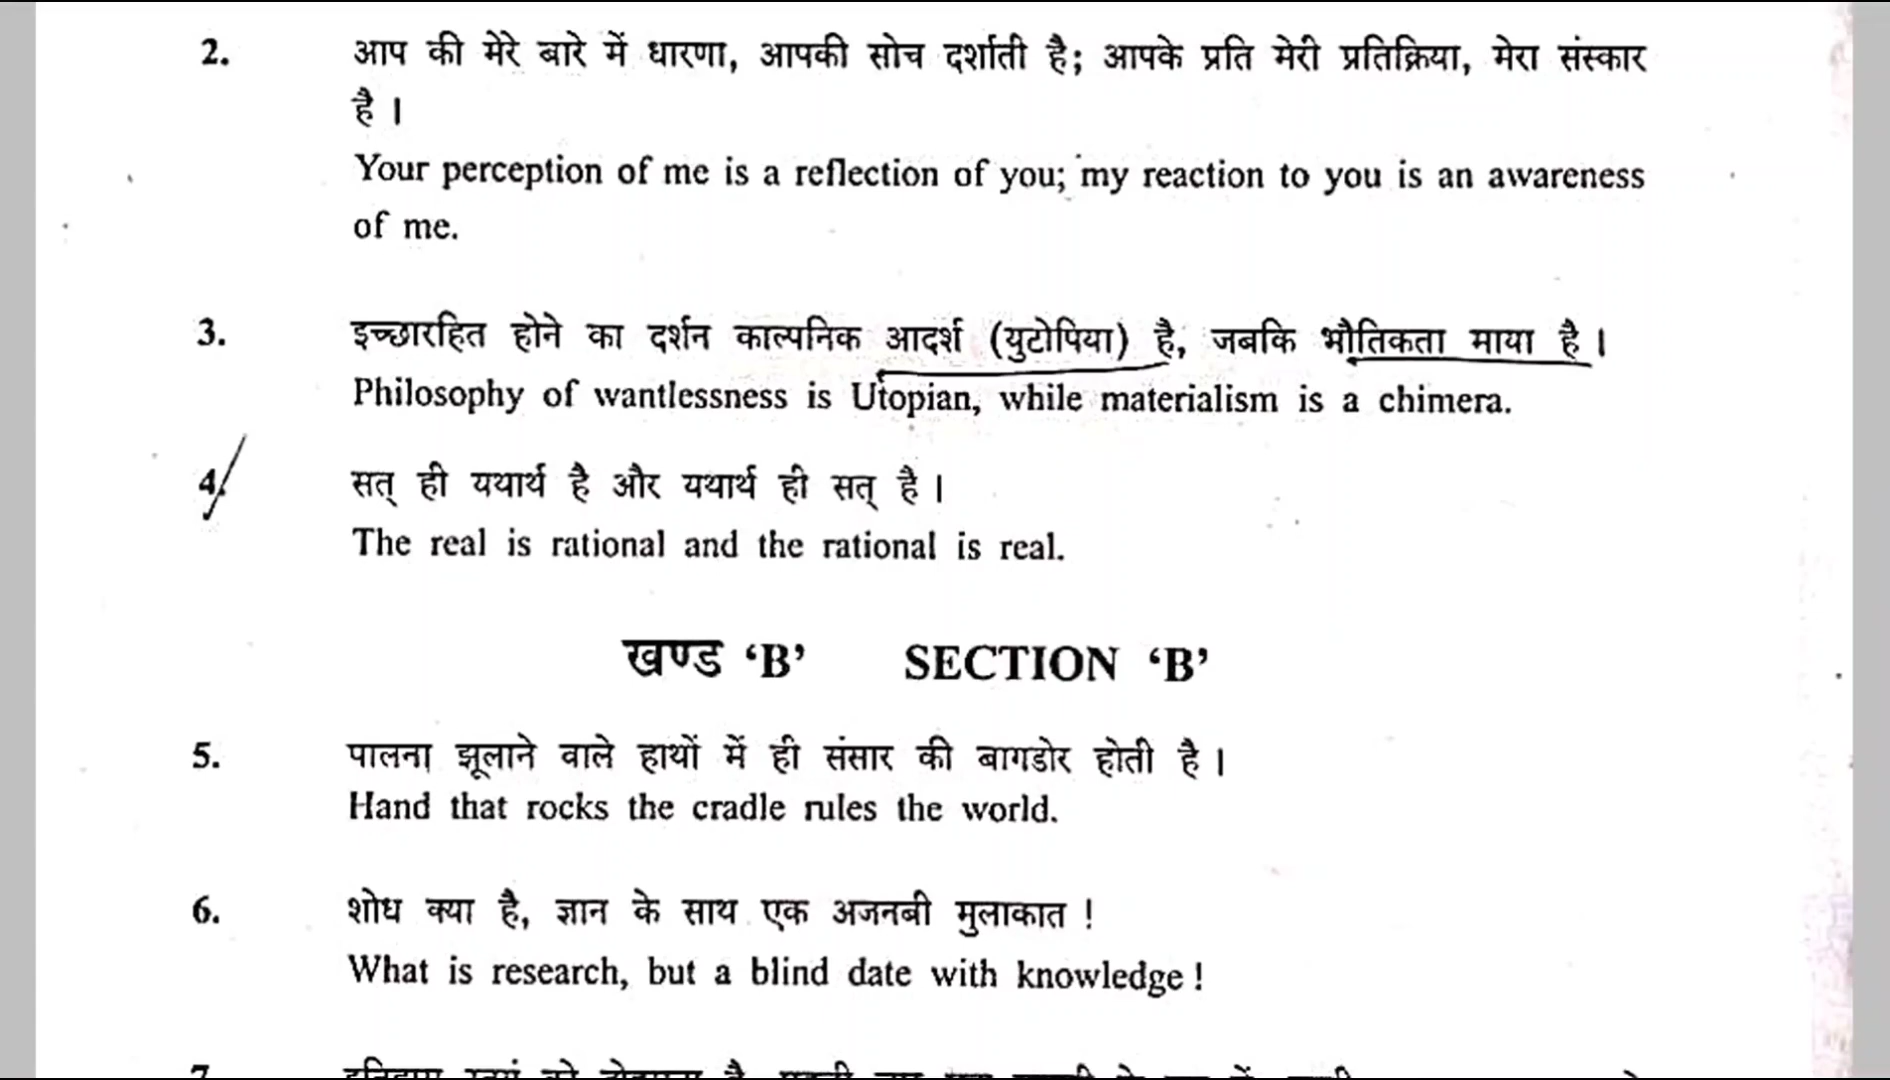 2. आप की मेरे बारे में धारणा, आपकी सोच दर्शाती है; आपके प्रति मेरी प्रतिक्रिया, मेरा संस्कार
है ।
Your perception of me is a reflection of you; my reaction to you is an awareness
of me.
3. इच्छारहित होने का दर्शन काल्पनिक आदर्श (युटोपिया) है, जबकि भौतिकता माया है ।
Philosophy of wantlessness is Utopian, while materialism is a chimera.
4. सत् ही यथार्थ है और यथार्थ ही सत् है ।
The real is rational and the rational is real.
खण्ड ‘B’ SECTION ‘B’
5. पालना झूलाने वाले हाथों में ही संसार की बागडोर होती है ।
Hand that rocks the cradle rules the world.
6. शोध क्या है, ज्ञान के साथ एक अजनबी मुलाकात !
What is research, but a blind date with knowledge !